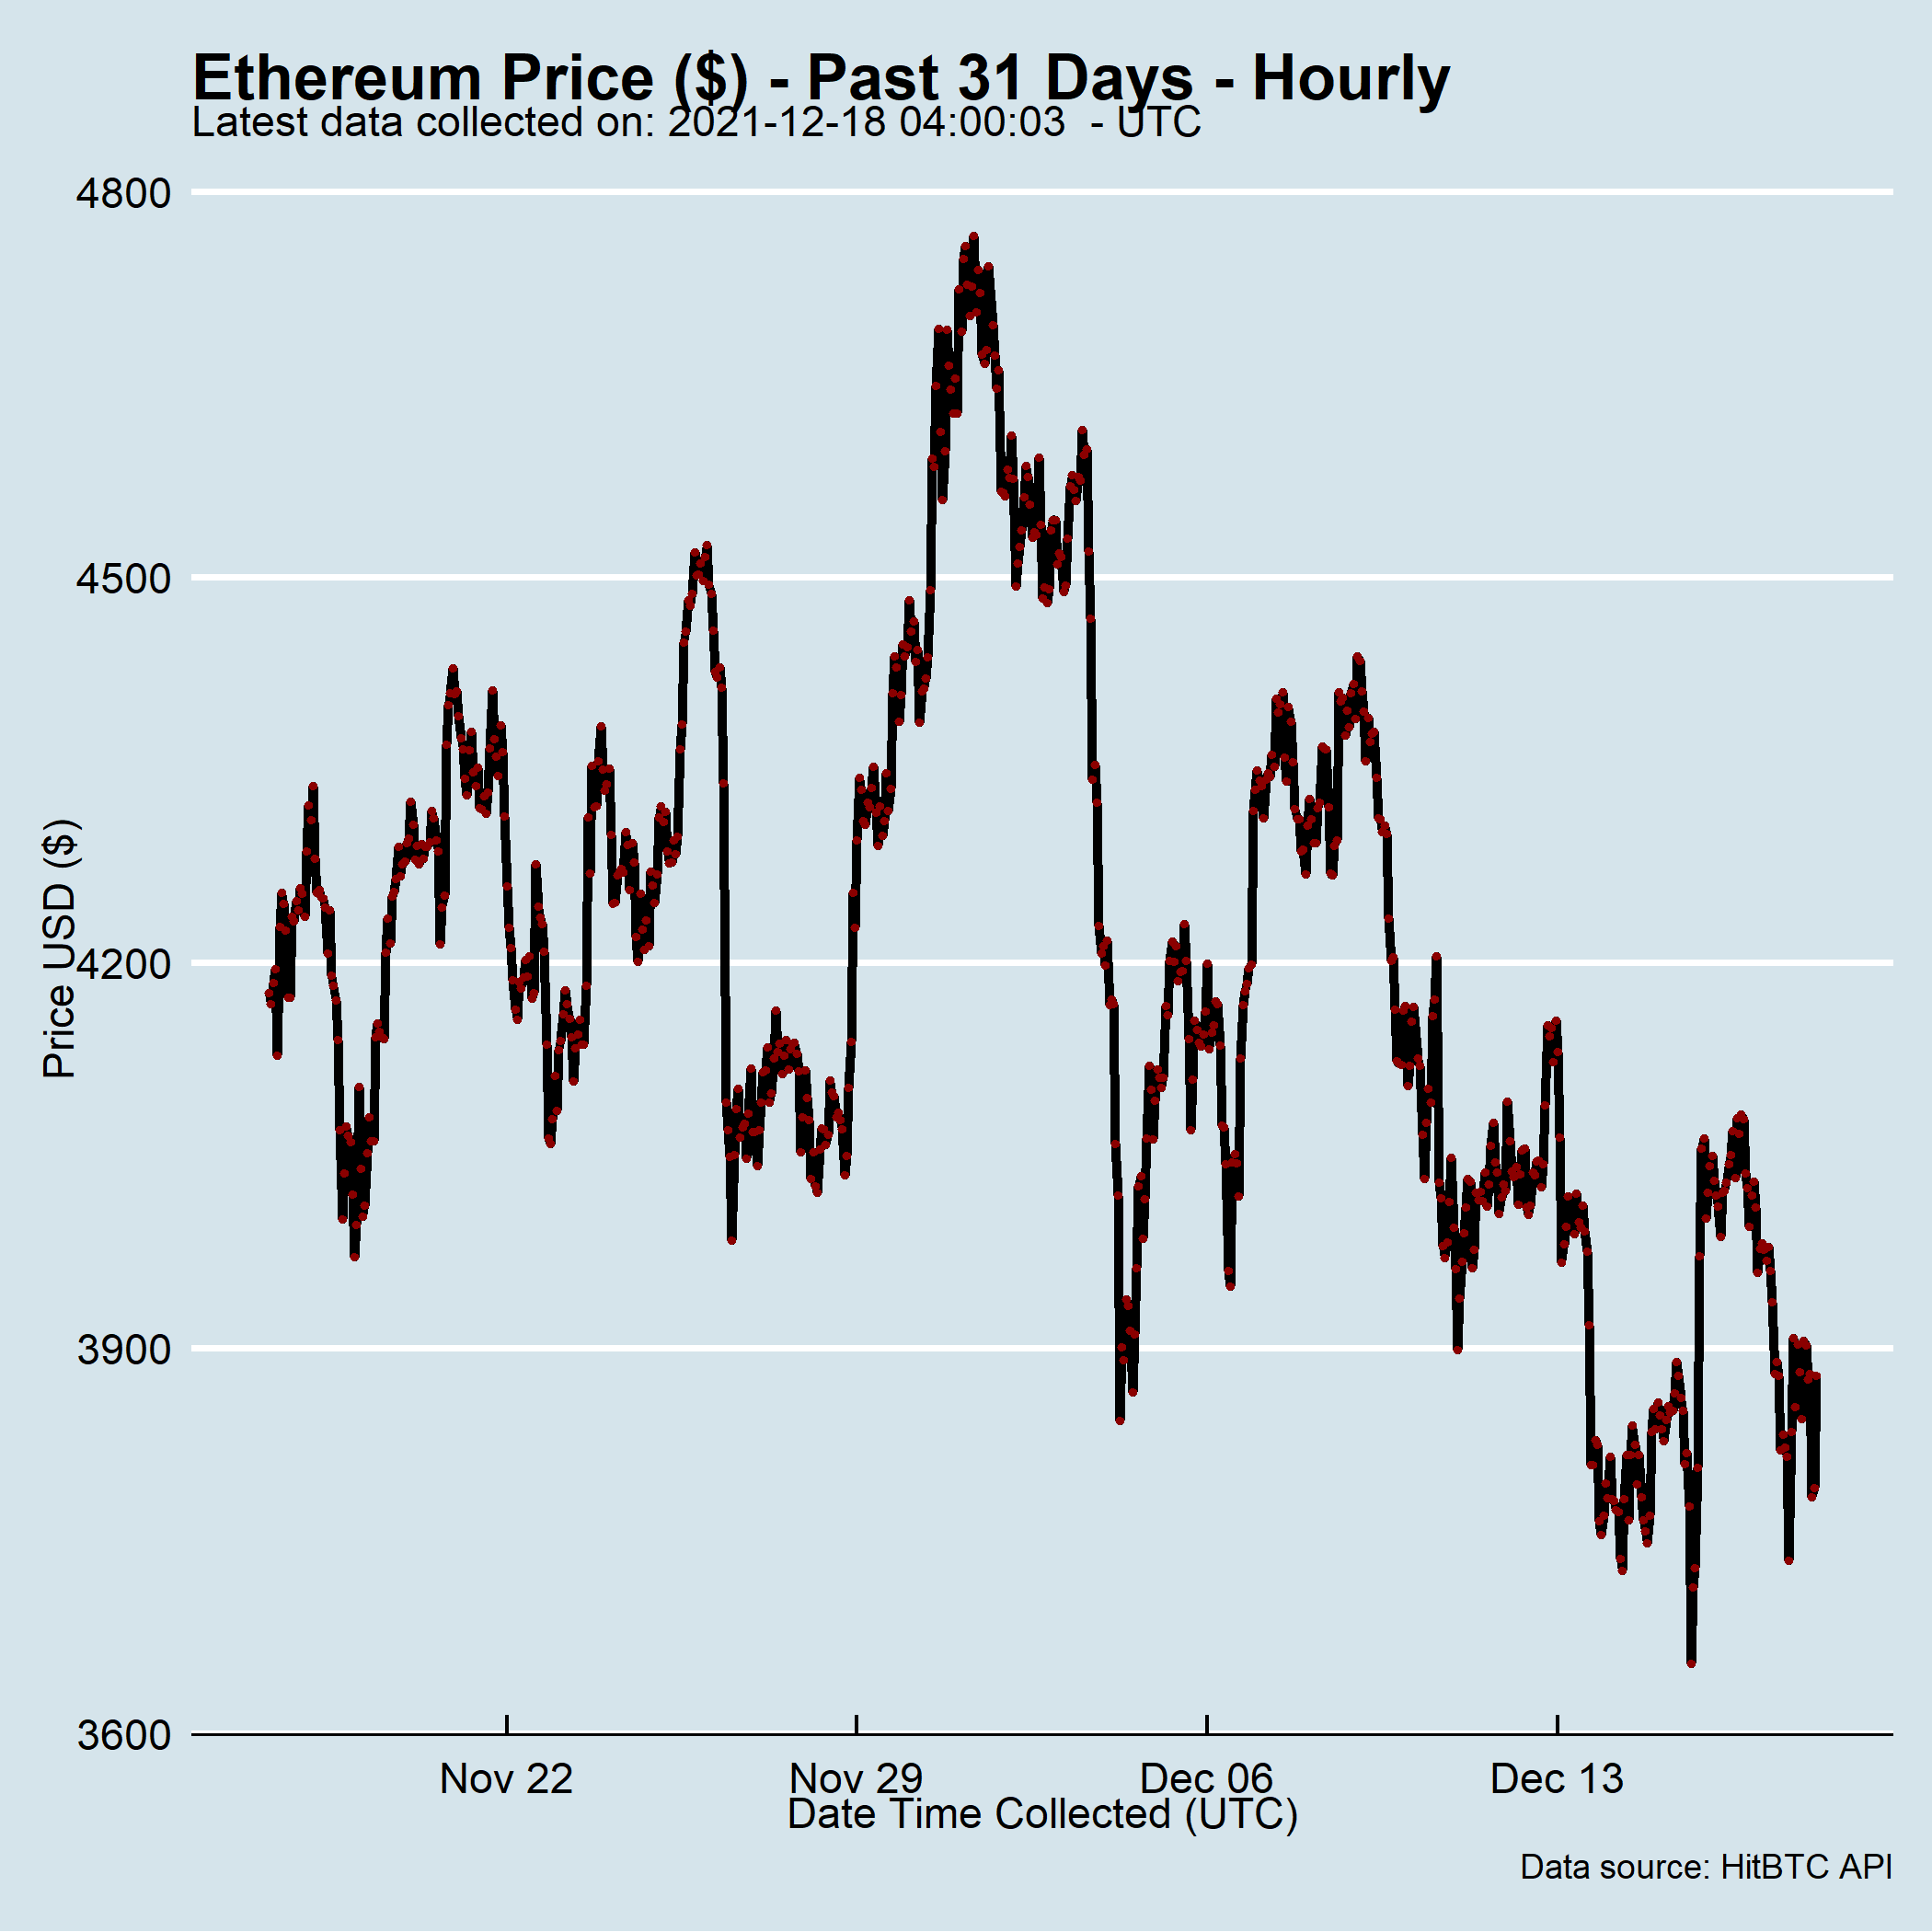 Ethereum Price ($) - Past 31 Days - Hourly
Latest data collected on: 2021-12-18 04:00:03  - UTC
4800
4500
4200
3900
3600
Price USD ($)
Nov 22
Nov 29
Dec 06
Dec 13
Date Time Collected (UTC)
Data source: HitBTC API